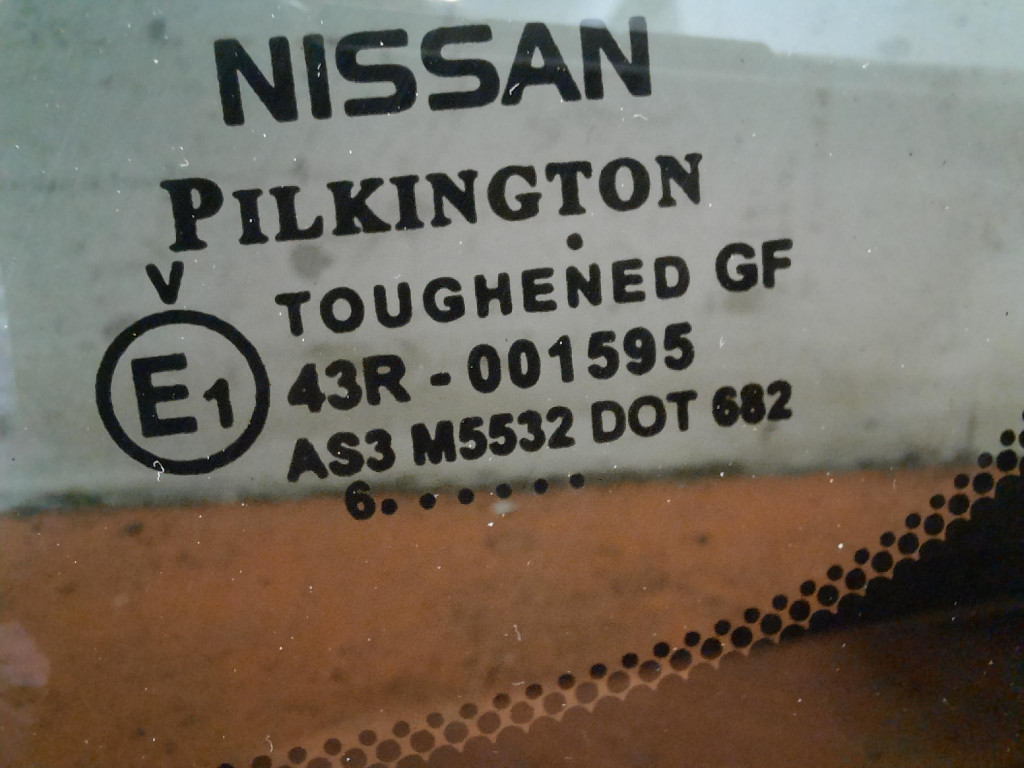 NISSAN
PILKINGTON
V
TOUGHENED GF
E1
43R - 001595
AS3 M5532 DOT 682
6 . . . . . .